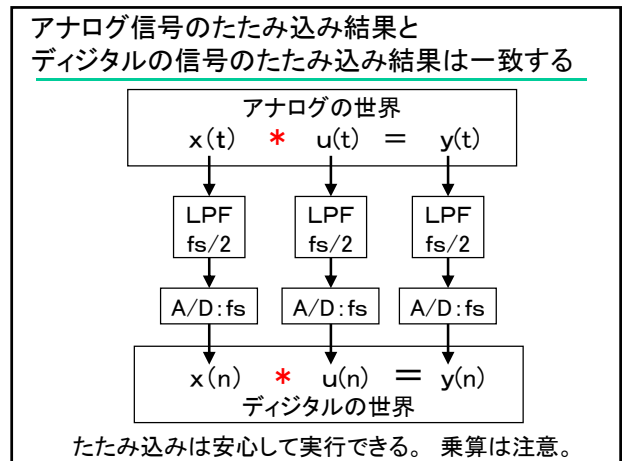 アナログ信号のたたみ込み結果と
ディジタルの信号のたたみ込み結果は一致する
アナログの世界
x(t) * u(t) = y(t)
LPF fs/2 LPF fs/2 LPF fs/2
A/D:fs A/D:fs A/D:fs
x(n) * u(n) = y(n)
ディジタルの世界
たたみ込みは安心して実行できる。 乗算は注意。